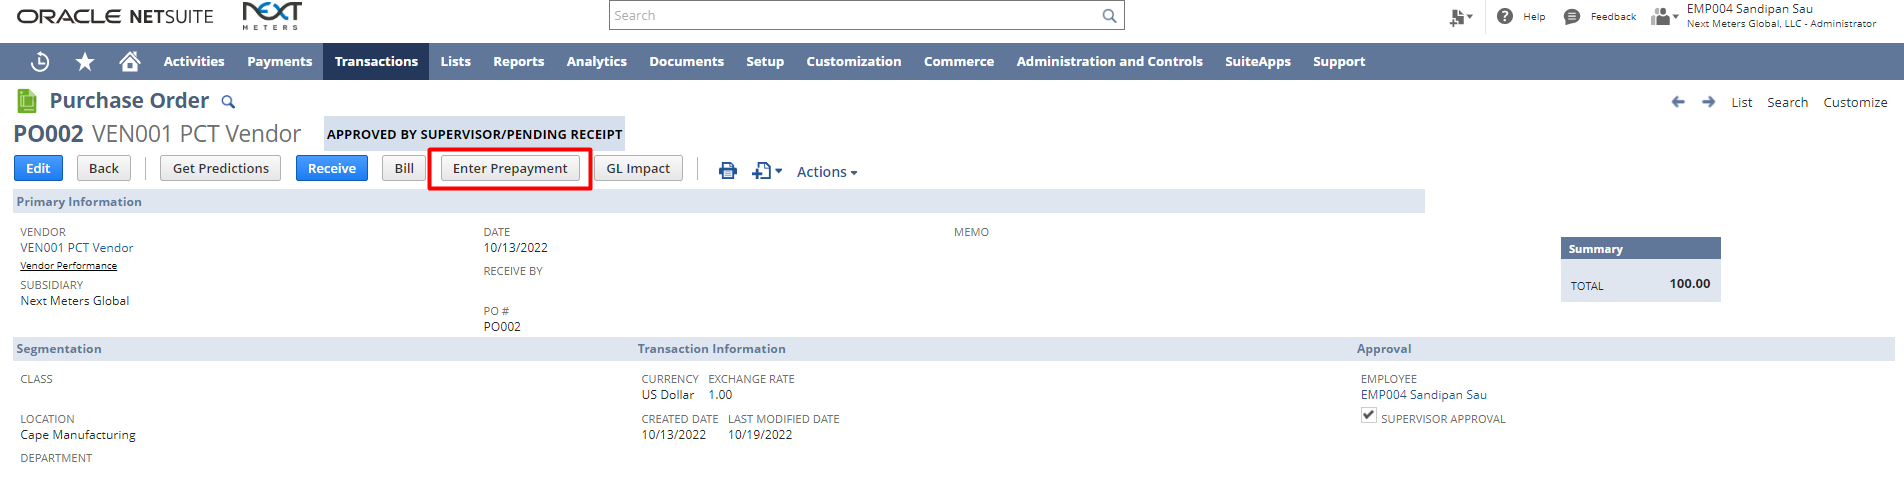 ORACLE NETSUITE NEXT METERS Search Help Feedback EMP004 Sandipan Sau
Next Meters Global, LLC - Administrator
Activities Payments Transactions Lists Reports Analytics Documents Setup Customization Commerce Administration and Controls SuiteApps Support
Purchase Order List Search Customize
PO002 VEN001 PCT Vendor APPROVED BY SUPERVISOR/PENDING RECEIPT
Edit Back Get Predictions Receive Bill Enter Prepayment GL Impact Actions
Primary Information
VENDOR DATE MEMO
VEN001 PCT Vendor 10/13/2022 Summary
Vendor Performance RECEIVE BY
SUBSIDIARY TOTAL 100.00
Next Meters Global
PO #
PO002
Segmentation Transaction Information Approval
CLASS CURRENCY EXCHANGE RATE EMPLOYEE
US Dollar 1.00 EMP004 Sandipan Sau
LOCATION CREATED DATE LAST MODIFIED DATE SUPERVISOR APPROVAL
Cape Manufacturing 10/13/2022 10/19/2022
DEPARTMENT